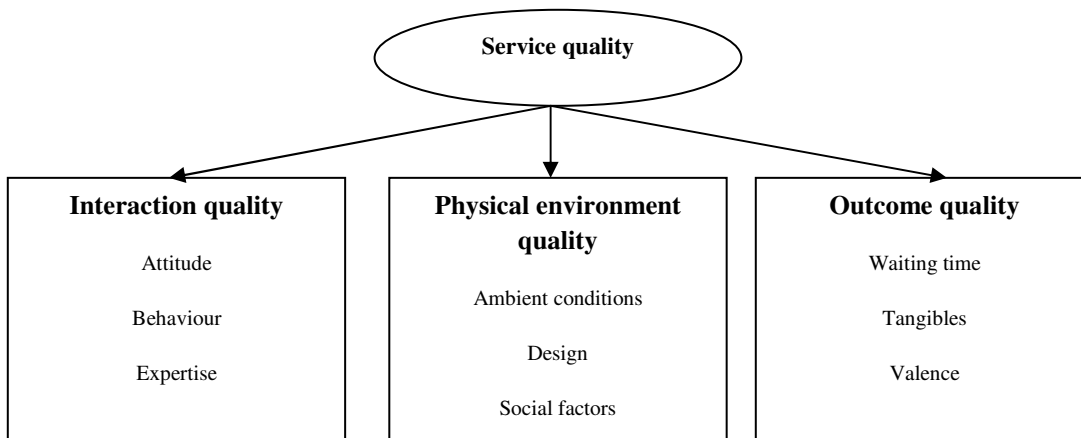 Service quality
Interaction quality
Attitude
Behaviour
Expertise
Physical environment
quality
Ambient conditions
Design
Social factors
Outcome quality
Waiting time
Tangibles
Valence